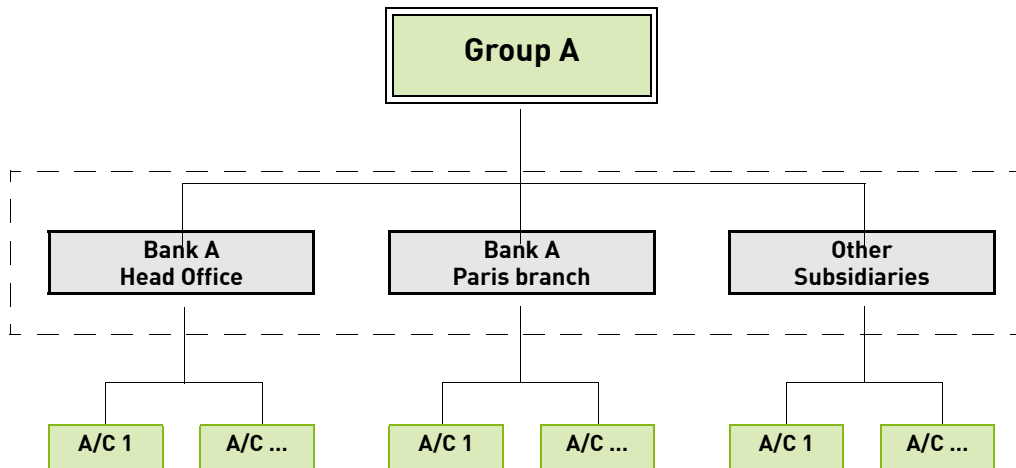 Group A
Bank A
Head Office
Bank A
Paris branch
Other
Subsidiaries
A/C 1
A/C ...
A/C 1
A/C ...
A/C 1
A/C ...